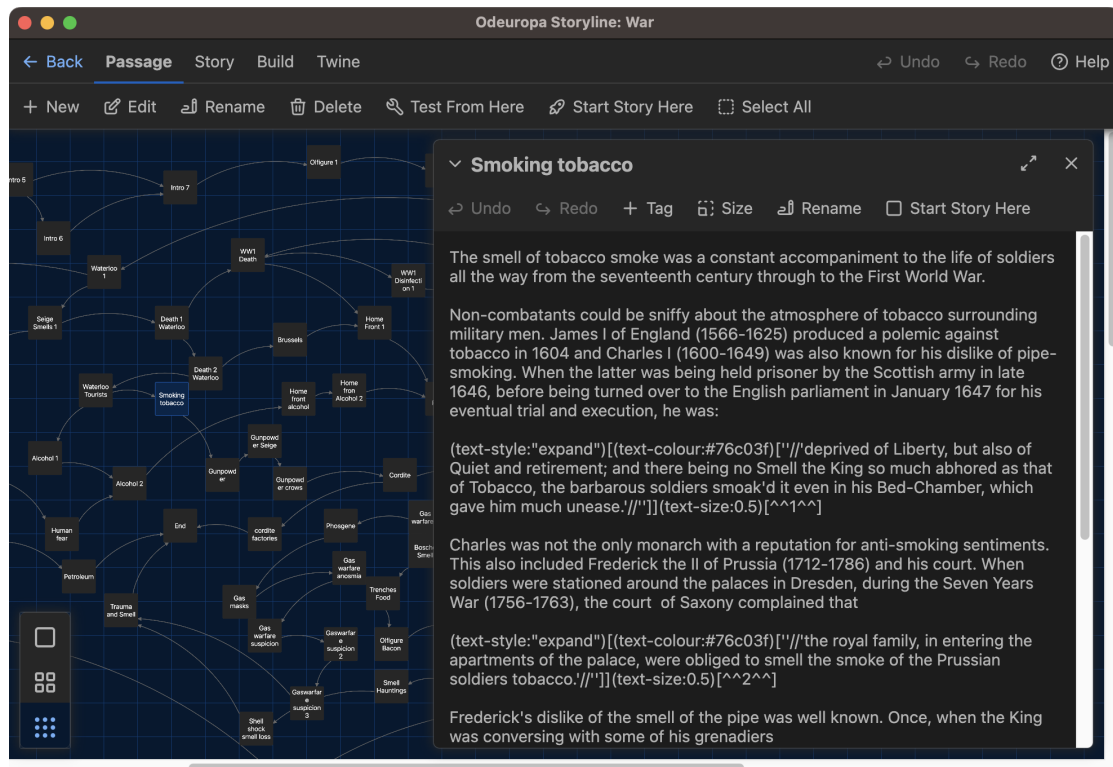 Odeuropa Storyline: War
← Back Passage Story Build Twine Undo Redo Help
+ New Edit Rename Delete Test From Here Start Story Here Select All
Intro 7
Olfigure 1
Intro 6
Waterloo
1
WW1
Death
WW1
Disinfecti
on 1
Seige
Smells 1
Death 1
Waterloo
Home
Front 1
Brussels
Death 2
Waterloo
Waterloo
Tourists
Smoking
tobacco
Home
front
alcohol
Home
fron
Alcohol 2
Gunpowd
er Seige
Alcohol 1
Alcohol 2
Gunpowd
er
Gunpowd
er crows
Cordite
Human
fear
End
cordite
factories
Phosgene
Gas
warfare
Petroleum
Gas
warfare
anosmia
Trenches
Food
Trauma
and Smell
Gas
masks
Gas
warfare
suspicion
Gaswarfar
e
suspicion
2
Olfigure
Bacon
Smell
Hauntings
Gaswarfar
e
suspicion
3
Shell
shock
smell loss
Smoking tobacco
Undo Redo + Tag Size Rename Start Story Here
The smell of tobacco smoke was a constant accompaniment to the life of soldiers
all the way from the seventeenth century through to the First World War.
Non-combatants could be sniffy about the atmosphere of tobacco surrounding
military men. James I of England (1566-1625) produced a polemic against
tobacco in 1604 and Charles I (1600-1649) was also known for his dislike of pipe-
smoking. When the latter was being held prisoner by the Scottish army in late
1646, before being turned over to the English parliament in January 1647 for his
eventual trial and execution, he was:
(text-style:"expand")[(text-colour:#76c03f)[''//'deprived of Liberty, but also of
Quiet and retirement; and there being no Smell the King so much abhored as that
of Tobacco, the barbarous soldiers smoak'd it even in his Bed-Chamber, which
gave him much unease.'//'']](text-size:0.5)[^^1^^]
Charles was not the only monarch with a reputation for anti-smoking sentiments.
This also included Frederick the II of Prussia (1712-1786) and his court. When
soldiers were stationed around the palaces in Dresden, during the Seven Years
War (1756-1763), the court  of Saxony complained that
(text-style:"expand")[(text-colour:#76c03f)[''//'the royal family, in entering the
apartments of the palace, were obliged to smell the smoke of the Prussian
soldiers tobacco.'//'']](text-size:0.5)[^^2^^]
Frederick's dislike of the smell of the pipe was well known. Once, when the King
was conversing with some of his grenadiers